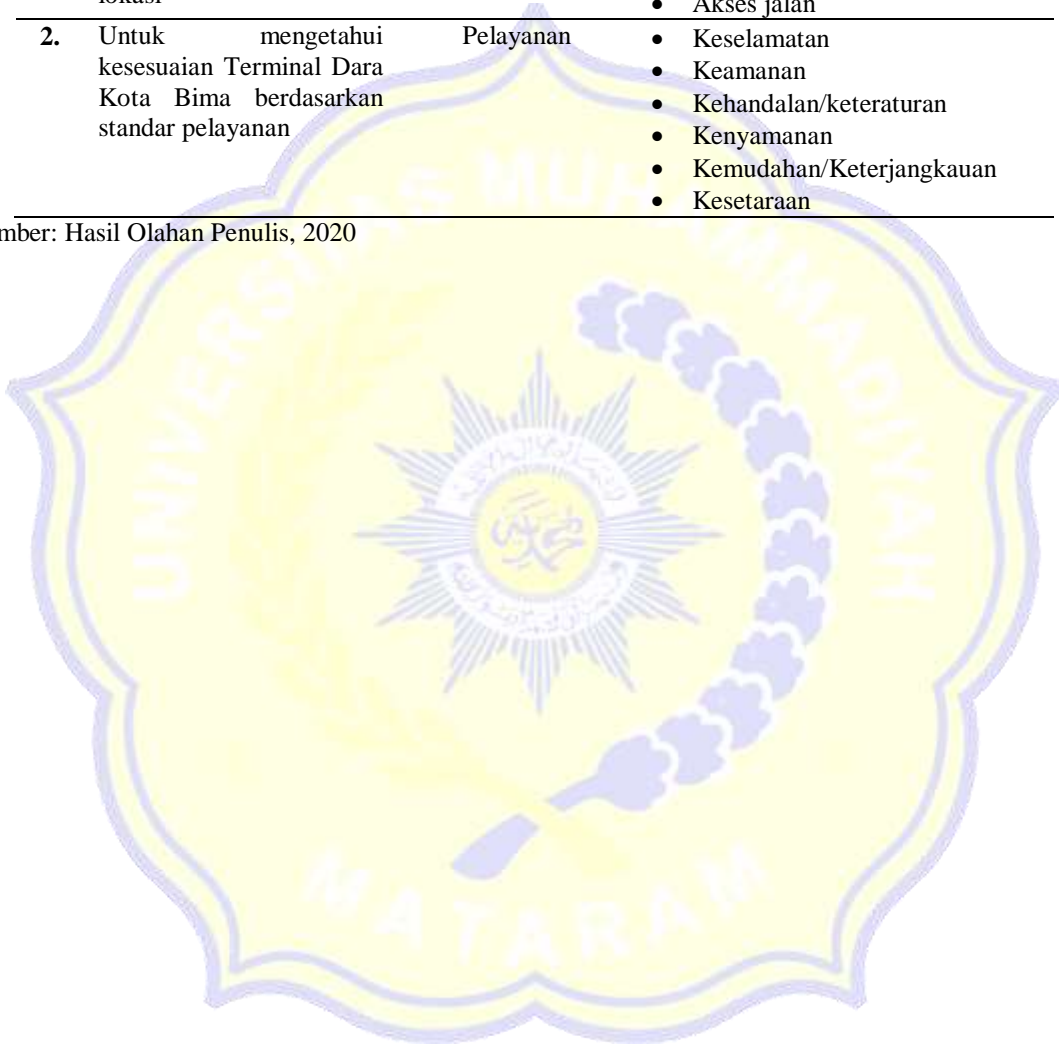 lokasi
• Akses jalan
2. Untuk mengetahui Pelayanan • Keselamatan
kesesuaian Terminal Dara • Keamanan
Kota Bima berdasarkan • Kehandalan/keteraturan
standar pelayanan • Kenyamanan
• Kemudahan/Keterjangkauan
• Kesetaraan
mber: Hasil Olahan Penulis, 2020
UNIVERSITAS MUHAMMADIYAH
MATARAM